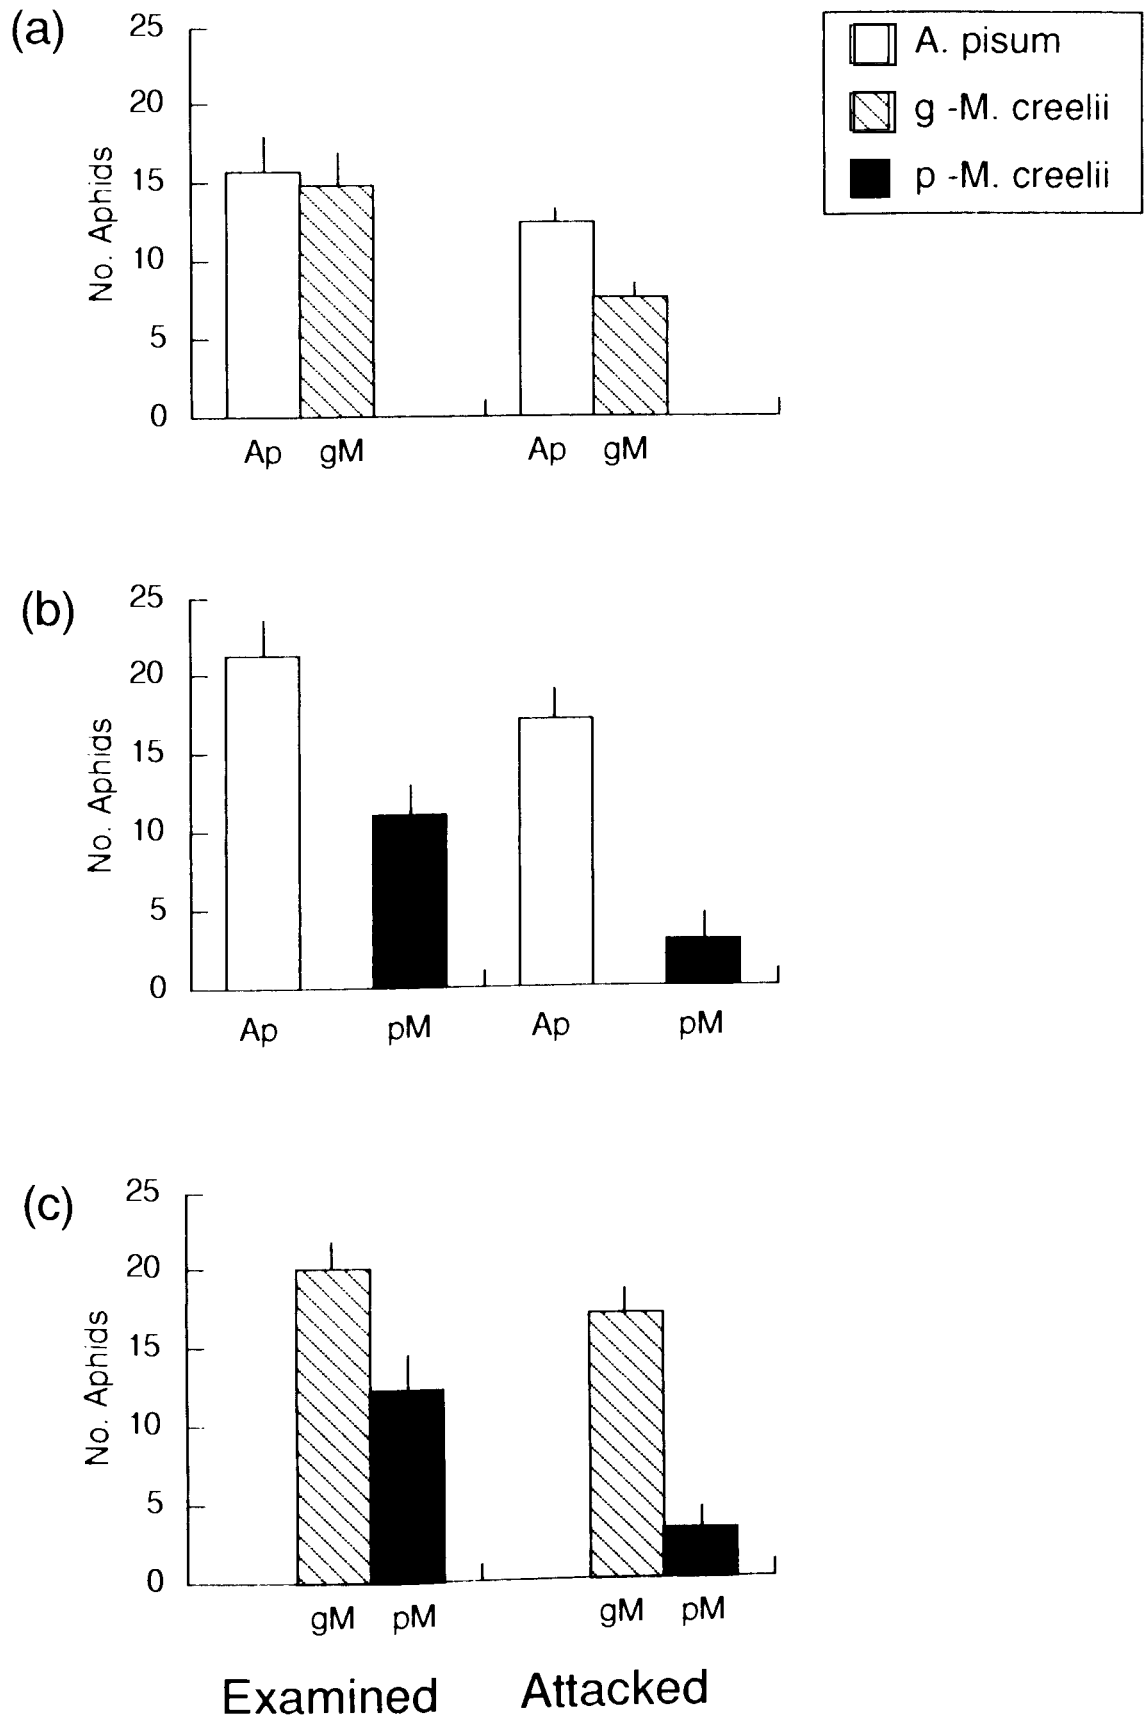 (a)
25
20
15
10
5
0
No. Aphids
Ap gM Ap gM
A. pisum
g -M. creelii
p -M. creelii
(b)
25
20
15
10
5
0
No. Aphids
Ap pM Ap pM
(c)
25
20
15
10
5
0
No. Aphids
gM pM gM pM
Examined Attacked